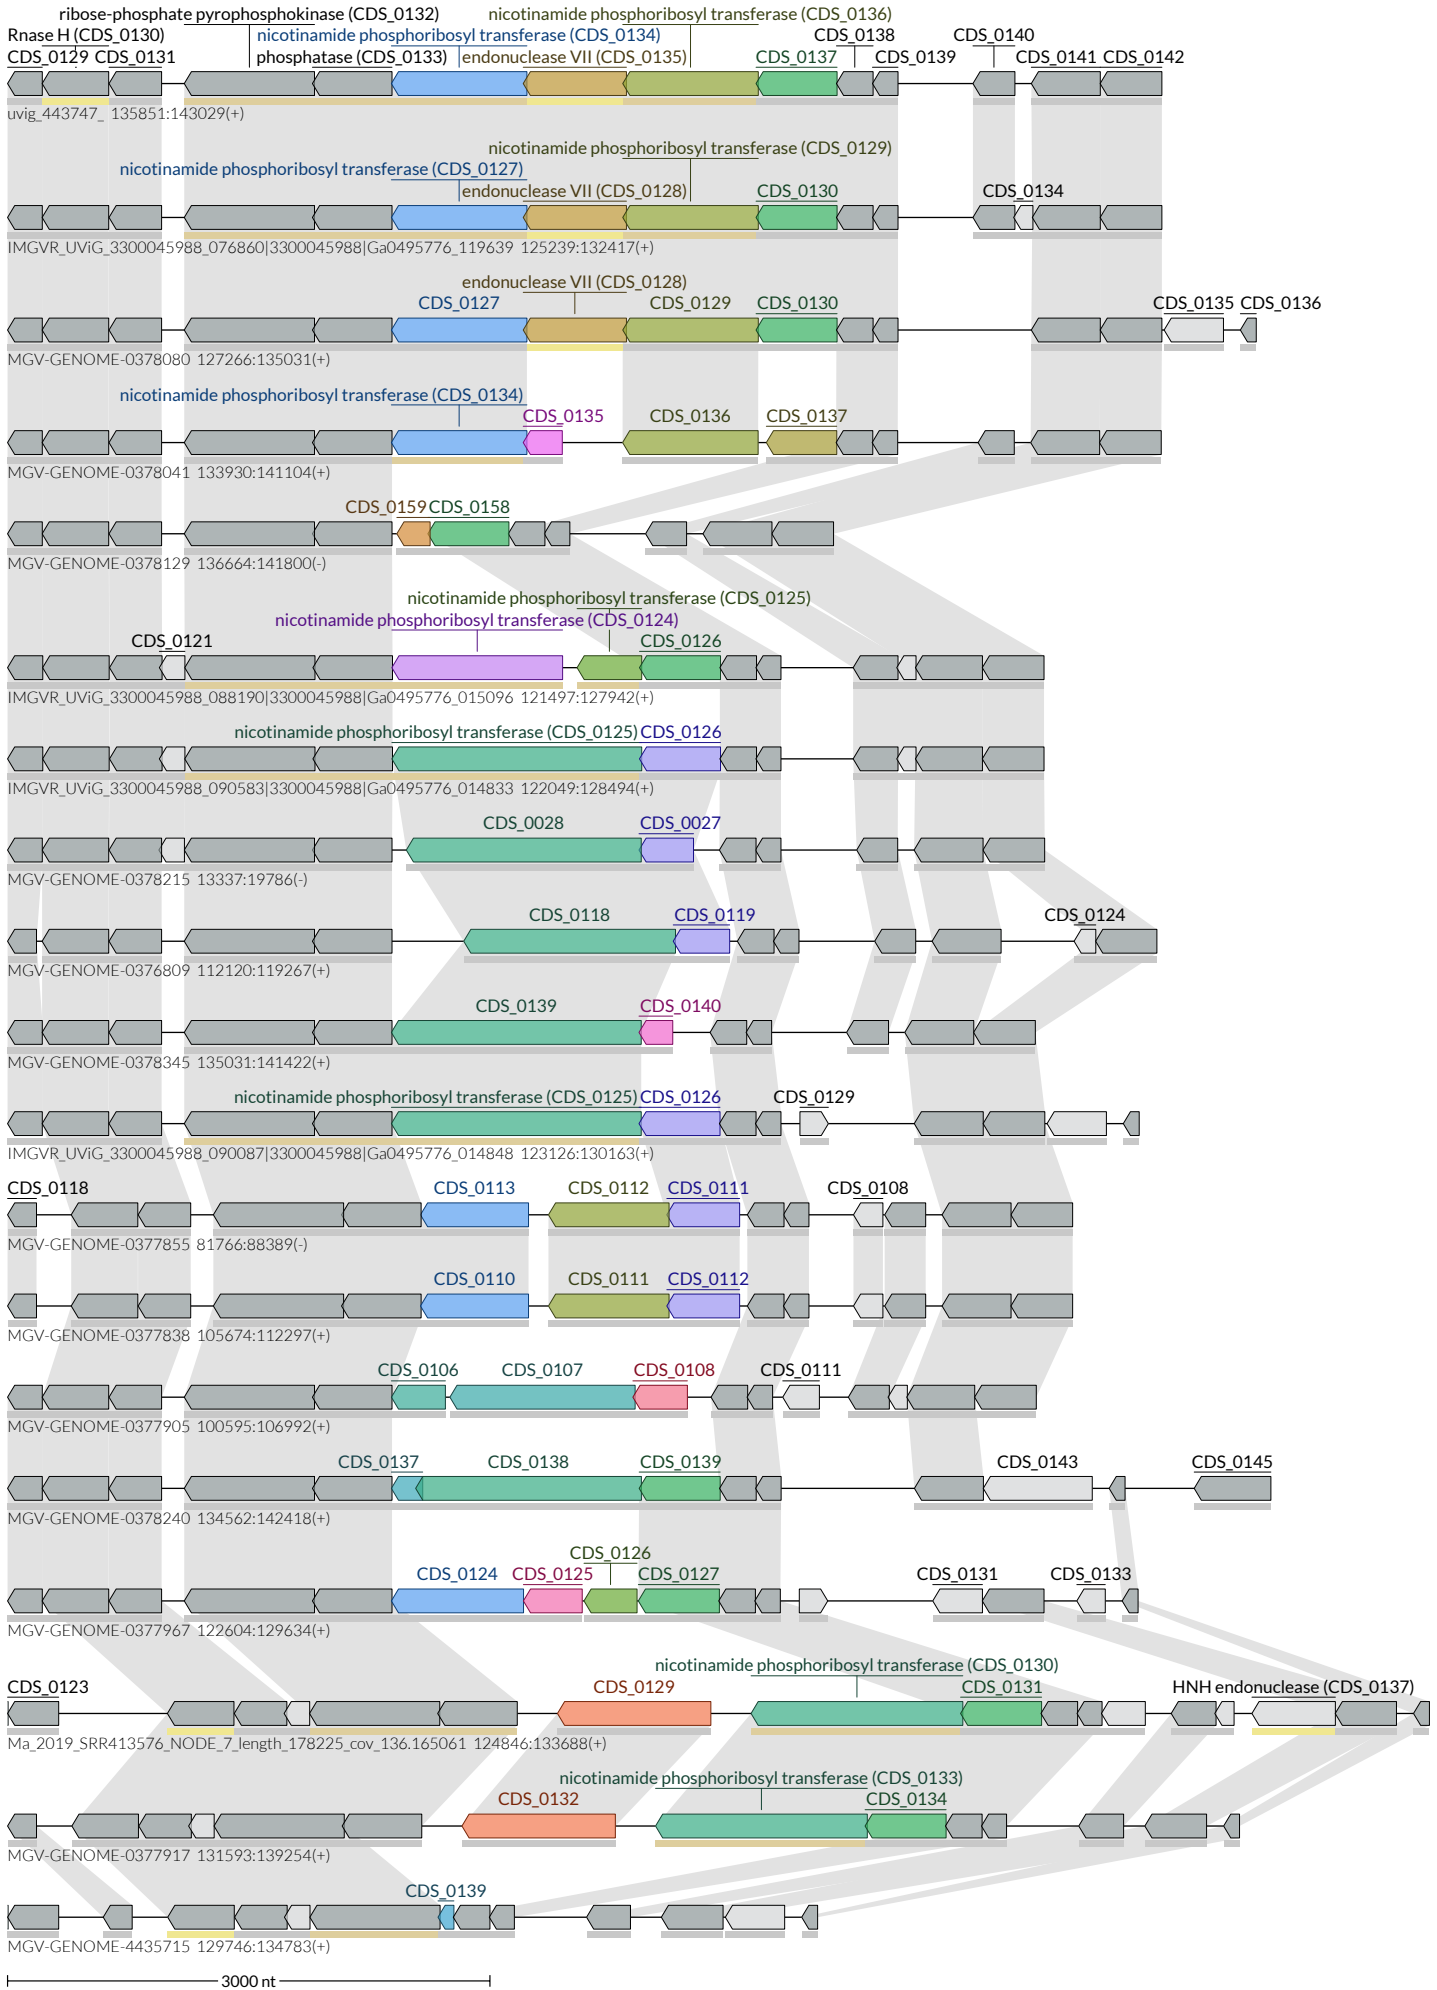 ribose-phosphate pyrophosphokinase (CDS_0132) nicotinamide phosphoribosyl transferase (CDS_0136)
Rnase H (CDS_0130) nicotinamide phosphoribosyl transferase (CDS_0134) CDS_0138 CDS_0140
CDS_0129 CDS_0131 phosphatase (CDS_0133) endonuclease VII (CDS_0135) CDS_0137 CDS_0139 CDS_0141 CDS_0142
uvig_443747_ 135851:143029(+)
nicotinamide phosphoribosyl transferase (CDS_0129)
nicotinamide phosphoribosyl transferase (CDS_0127)
endonuclease VII (CDS_0128) CDS_0130 CDS_0134
IMGVR_UViG_3300045988_076860|3300045988|Ga0495776_119639 125239:132417(+)
endonuclease VII (CDS_0128)
CDS_0127 CDS_0129 CDS_0130 CDS_0135 CDS_0136
MGV-GENOME-0378080 127266:135031(+)
nicotinamide phosphoribosyl transferase (CDS_0134)
CDS_0135 CDS_0136 CDS_0137
MGV-GENOME-0378041 133930:141104(+)
CDS_0159 CDS_0158
MGV-GENOME-0378129 136664:141800(-)
nicotinamide phosphoribosyl transferase (CDS_0125)
nicotinamide phosphoribosyl transferase (CDS_0124)
CDS_0121 CDS_0126
IMGVR_UViG_3300045988_088190|3300045988|Ga0495776_015096 121497:127942(+)
nicotinamide phosphoribosyl transferase (CDS_0125) CDS_0126
IMGVR_UViG_3300045988_090583|3300045988|Ga0495776_014833 122049:128494(+)
CDS_0028 CDS_0027
MGV-GENOME-0378215 13337:19786(-)
CDS_0118 CDS_0119 CDS_0124
MGV-GENOME-0376809 112120:119267(+)
CDS_0139 CDS_0140
MGV-GENOME-0378345 135031:141422(+)
nicotinamide phosphoribosyl transferase (CDS_0125) CDS_0126 CDS_0129
IMGVR_UViG_3300045988_090087|3300045988|Ga0495776_014848 123126:130163(+)
CDS_0118 CDS_0113 CDS_0112 CDS_0111 CDS_0108
MGV-GENOME-0377855 81766:88389(-)
CDS_0110 CDS_0111 CDS_0112
MGV-GENOME-0377838 105674:112297(+)
CDS_0106 CDS_0107 CDS_0108 CDS_0111
MGV-GENOME-0377905 100595:106992(+)
CDS_0137 CDS_0138 CDS_0139 CDS_0143 CDS_0145
MGV-GENOME-0378240 134562:142418(+)
CDS_0126
CDS_0124 CDS_0125 CDS_0127 CDS_0131 CDS_0133
MGV-GENOME-0377967 122604:129634(+)
nicotinamide phosphoribosyl transferase (CDS_0130)
CDS_0123 CDS_0129 CDS_0131 HNH endonuclease (CDS_0137)
Ma_2019_SRR413576_NODE_7_length_178225_cov_136.165061 124846:133688(+)
nicotinamide phosphoribosyl transferase (CDS_0133)
CDS_0132 CDS_0134
MGV-GENOME-0377917 131593:139254(+)
CDS_0139
MGV-GENOME-4435715 129746:134783(+)
3000 nt